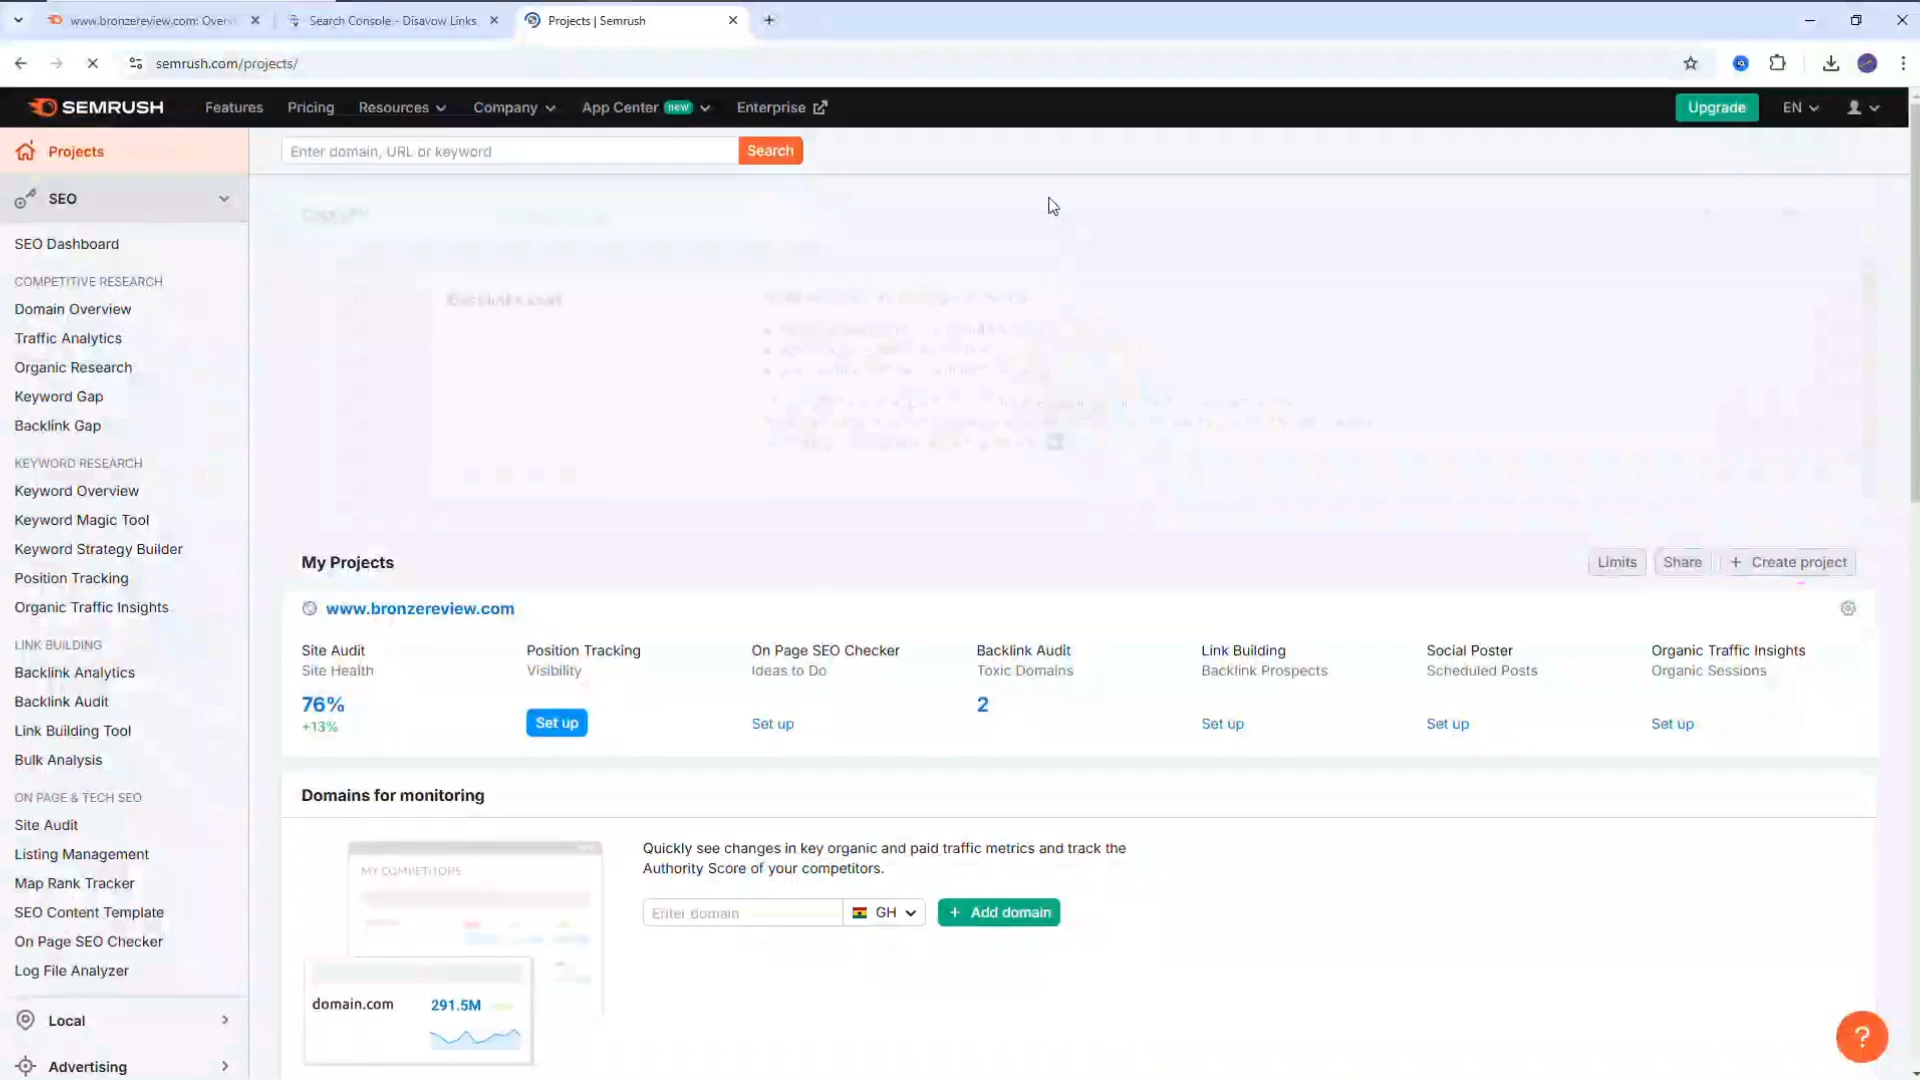 www.bronzereview.com: Overv
Search Console - Disavow Links
Projects | Semrush
semrush.com/projects/
SEMRUSH
Features
Pricing
Resources
Company
App Center new
Enterprise
Upgrade
EN
Projects
Enter domain, URL or keyword
Search
SEO
SEO Dashboard
COMPETITIVE RESEARCH
Domain Overview
Traffic Analytics
Organic Research
Keyword Gap
Backlink Gap
KEYWORD RESEARCH
Keyword Overview
Keyword Magic Tool
Keyword Strategy Builder
Position Tracking
Organic Traffic Insights
LINK BUILDING
Backlink Analytics
Backlink Audit
Link Building Tool
Bulk Analysis
ON PAGE & TECH SEO
Site Audit
Listing Management
Map Rank Tracker
SEO Content Template
On Page SEO Checker
Log File Analyzer
Local
Advertising
My Projects
Limits
Share
+ Create project
www.bronzereview.com
Site Audit
Site Health
76%
+13%
Position Tracking
Visibility
Set up
On Page SEO Checker
Ideas to Do
Set up
Backlink Audit
Toxic Domains
2
Link Building
Backlink Prospects
Set up
Social Poster
Scheduled Posts
Set up
Organic Traffic Insights
Organic Sessions
Set up
Domains for monitoring
MY COMPETITORS
domain.com 291.5M
Quickly see changes in key organic and paid traffic metrics and track the
Authority Score of your competitors.
Enter domain
GH
+ Add domain
?